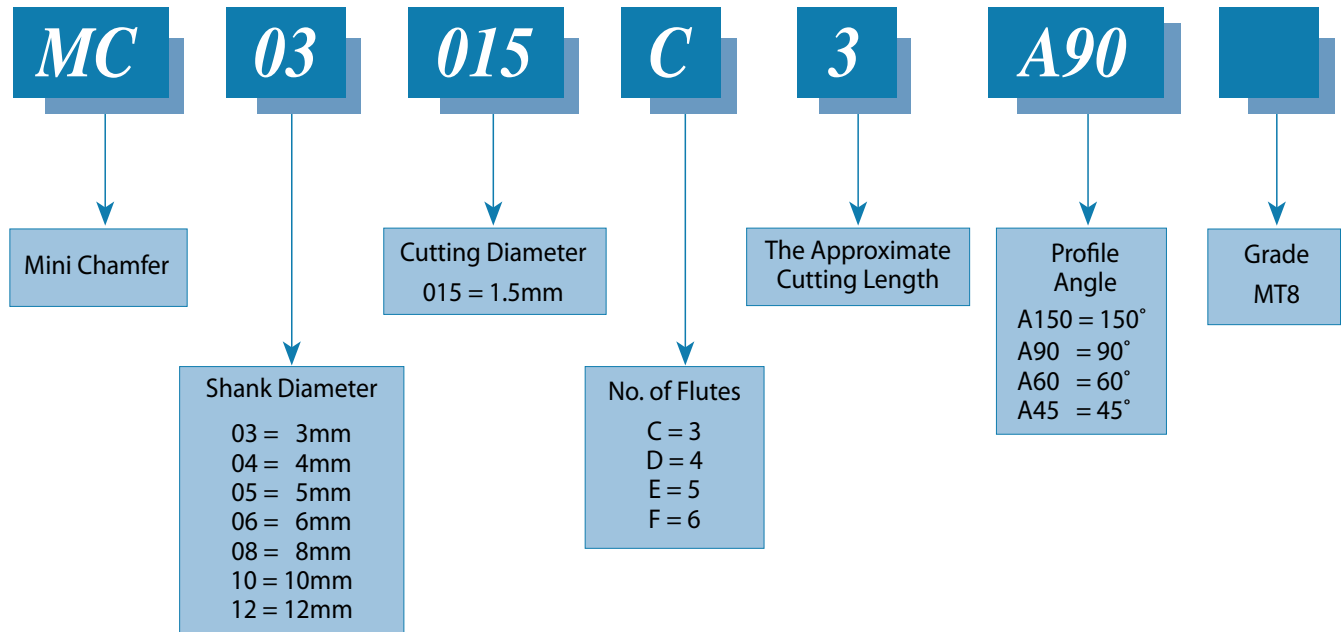 MC 03 015 C 3 A90
Mini Chamfer
Shank Diameter
03 = 3mm
04 = 4mm
05 = 5mm
06 = 6mm
08 = 8mm
10 = 10mm
12 = 12mm
Cutting Diameter
015 = 1.5mm
No. of Flutes
C = 3
D = 4
E = 5
F = 6
The Approximate
Cutting Length
Profile
Angle
A150 = 150˚
A90 = 90˚
A60 = 60˚
A45 = 45˚
Grade
MT8